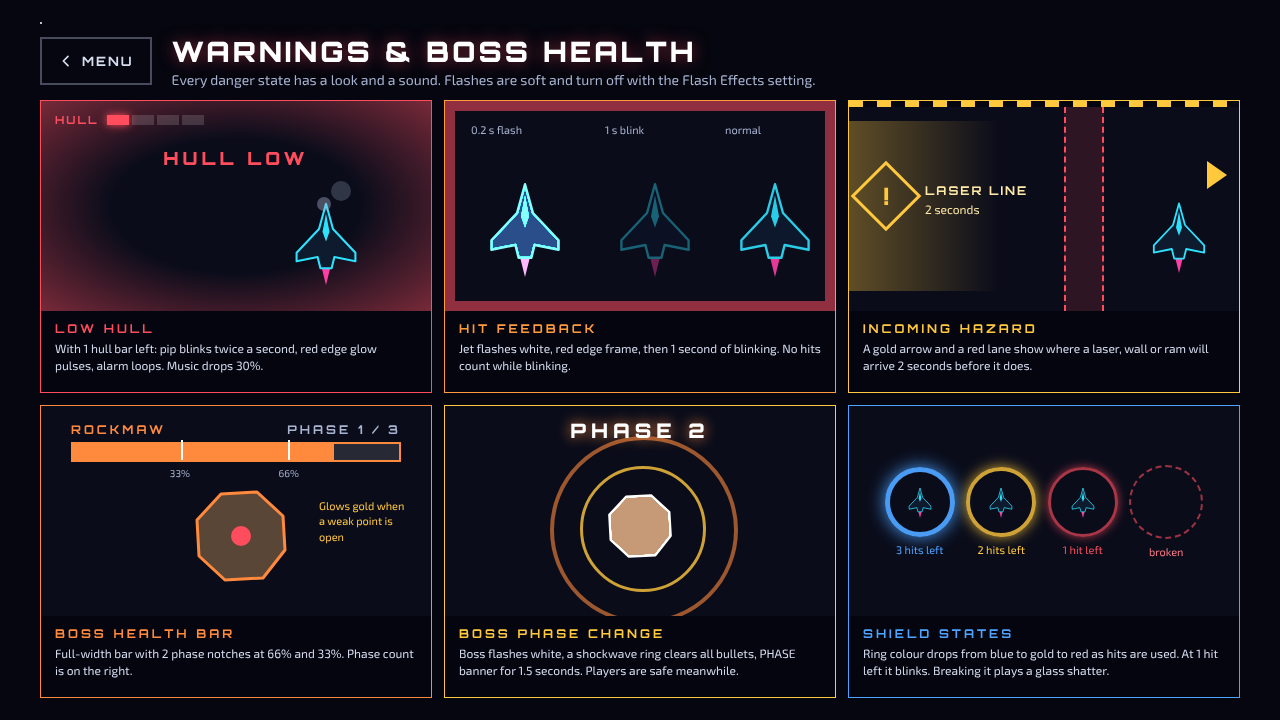 MENU
WARNINGS & BOSS HEALTH
Every danger state has a look and a sound. Flashes are soft and turn off with the Flash Effects setting.
HULL
HULL LOW
LOW HULL
With 1 hull bar left: pip blinks twice a second, red edge glow
pulses, alarm loops. Music drops 30%.
0.2 s flash
1 s blink
normal
HIT FEEDBACK
Jet flashes white, red edge frame, then 1 second of blinking. No hits
count while blinking.
!
LASER LINE
2 seconds
INCOMING HAZARD
A gold arrow and a red lane show where a laser, wall or ram will
arrive 2 seconds before it does.
ROCKMAW
PHASE 1 / 3
33%
66%
Glows gold when
a weak point is
open
BOSS HEALTH BAR
Full-width bar with 2 phase notches at 66% and 33%. Phase count
is on the right.
PHASE 2
BOSS PHASE CHANGE
Boss flashes white, a shockwave ring clears all bullets, PHASE
banner for 1.5 seconds. Players are safe meanwhile.
3 hits left
2 hits left
1 hit left
broken
SHIELD STATES
Ring colour drops from blue to gold to red as hits are used. At 1 hit
left it blinks. Breaking it plays a glass shatter.